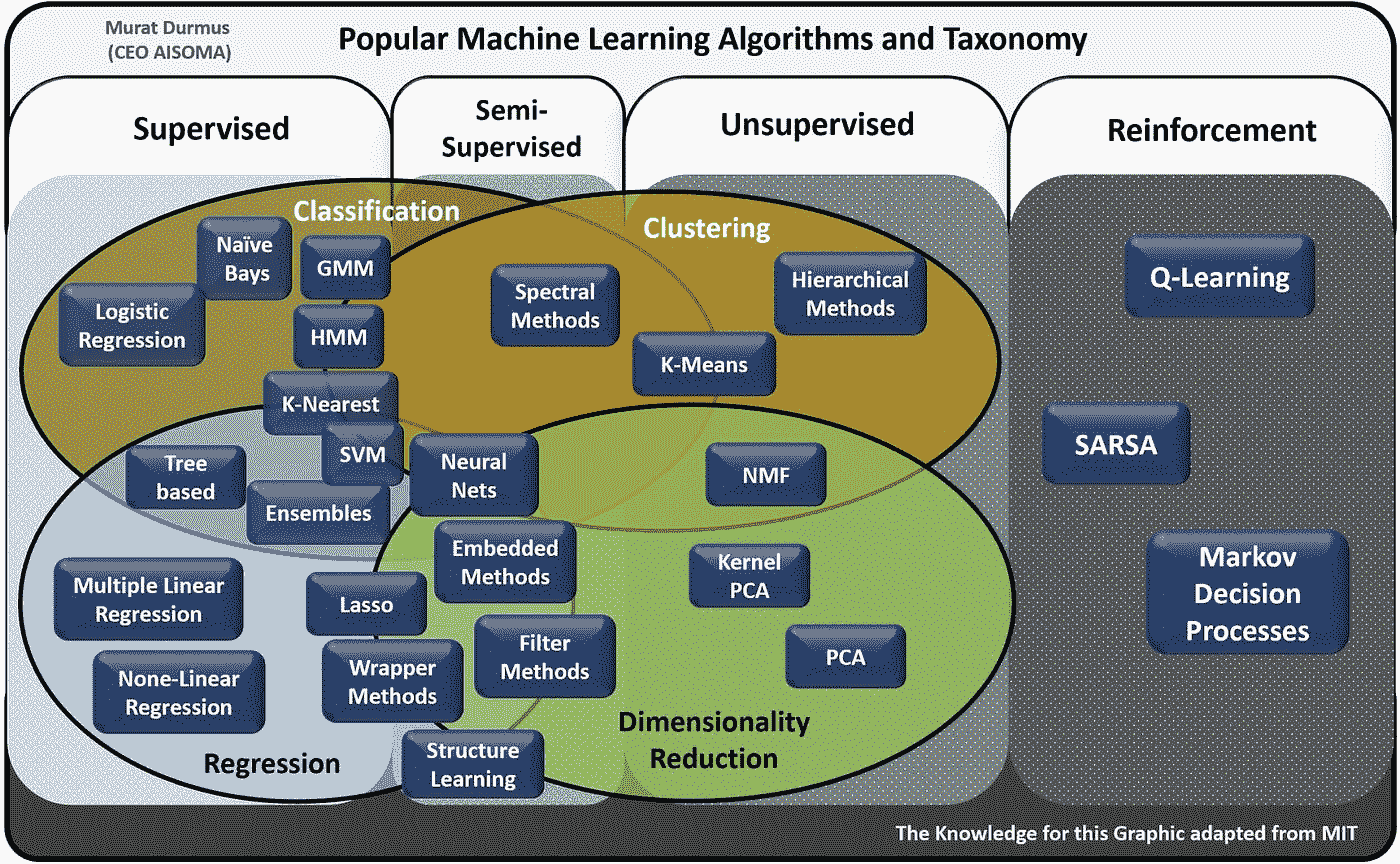 Murat Durmus
(CEO AISOMA)
Popular Machine Learning Algorithms and Taxonomy
Supervised
Semi-
Supervised
Unsupervised
Reinforcement
Classification
Clustering
Naïve
Bays
GMM
Logistic
Regression
HMM
K-Nearest
SVM
Spectral
Methods
Hierarchical
Methods
K-Means
Q-Learning
SARSA
Markov
Decision
Processes
Tree
based
Ensembles
Neural
Nets
NMF
Embedded
Methods
Kernel
PCA
Multiple Linear
Regression
Lasso
Filter
Methods
PCA
None-Linear
Regression
Wrapper
Methods
Structure
Learning
Regression
Dimensionality
Reduction
The Knowledge for this Graphic adapted from MIT